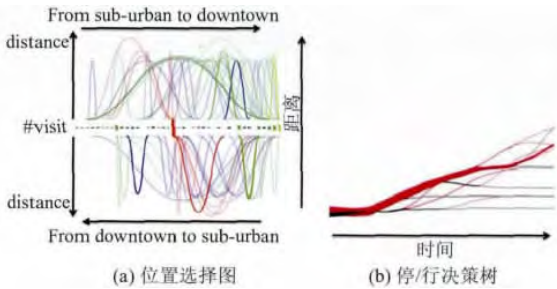 From sub-urban to downtown
distance
#visit
distance
From downtown to sub-urban
距离
时间
(a) 位置选择图
(b) 停/行决策树